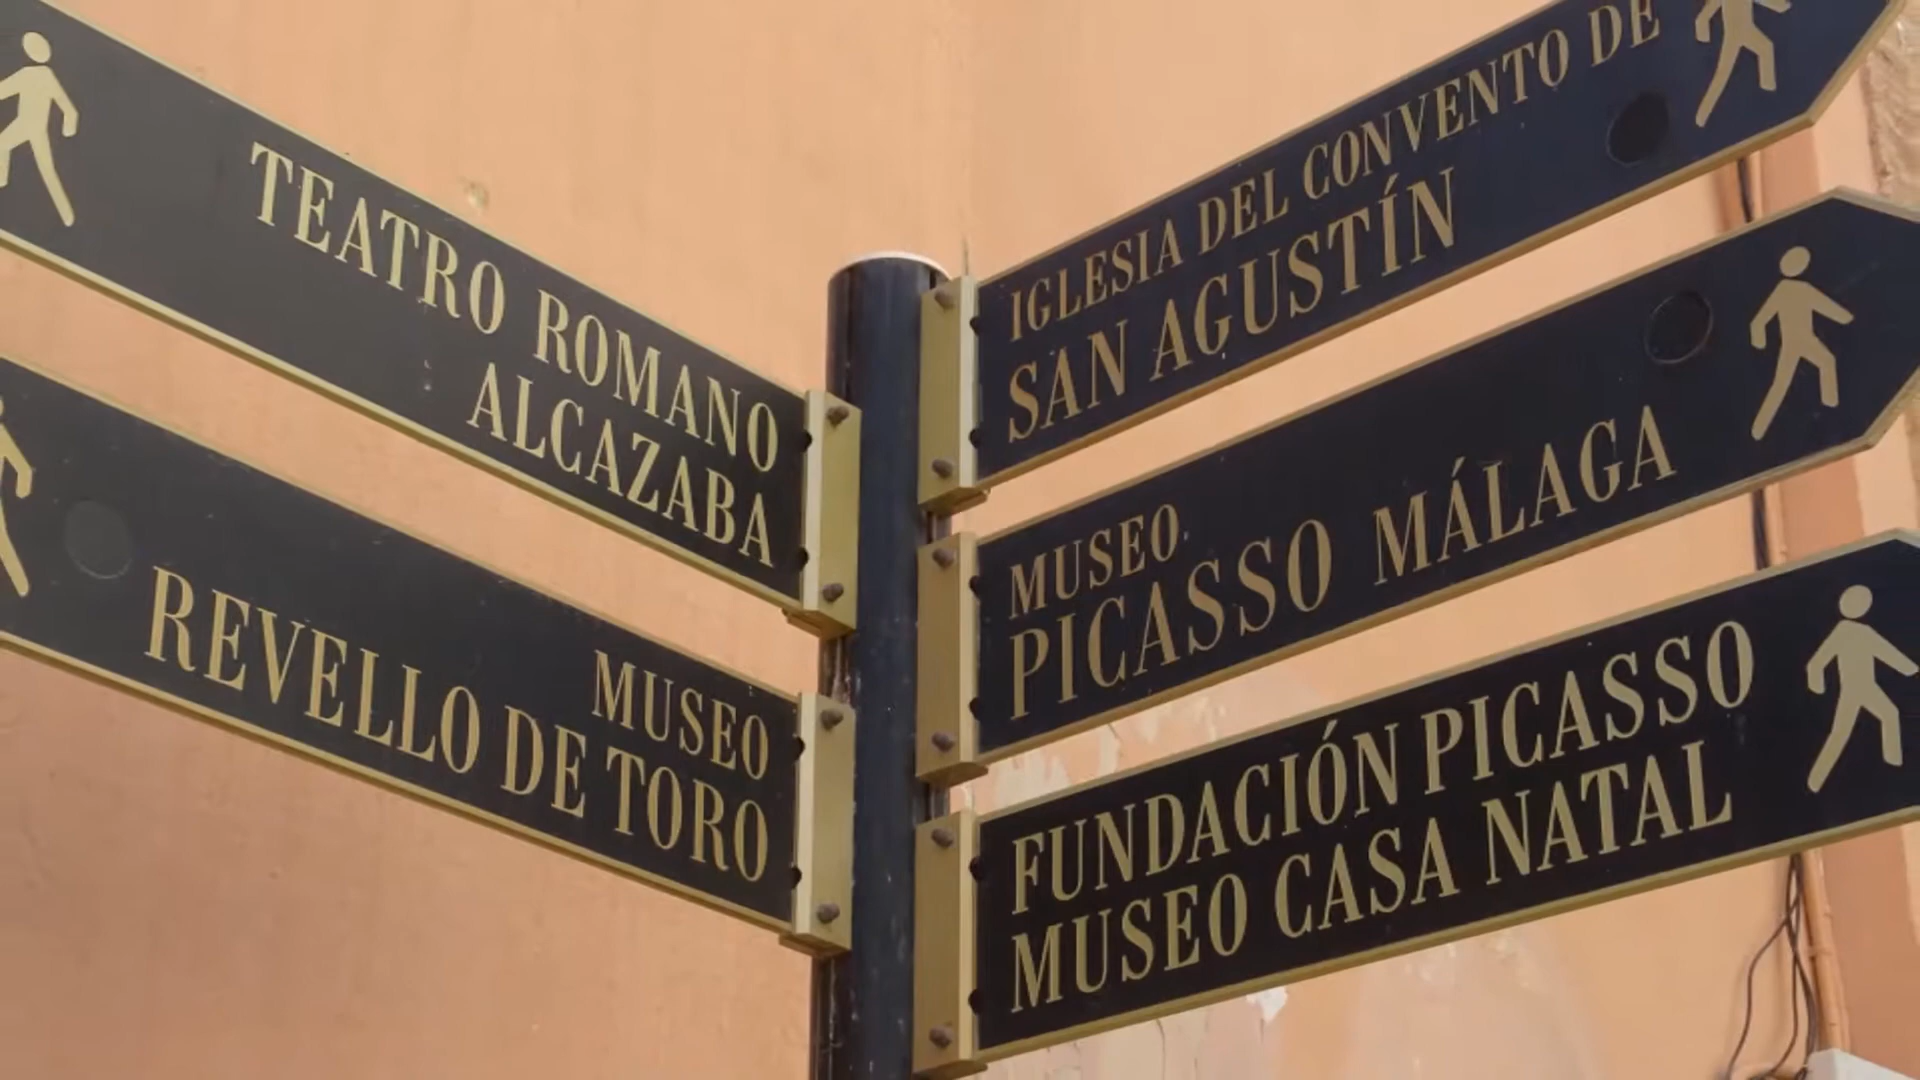 TEATRO ROMANO
ALCAZABA
MUSEO
REVELLO DE TORO
IGLESIA DEL CONVENTO DE
SAN AGUSTÍN
MUSEO
PICASSO MÁLAGA
FUNDACIÓN PICASSO
MUSEO CASA NATAL